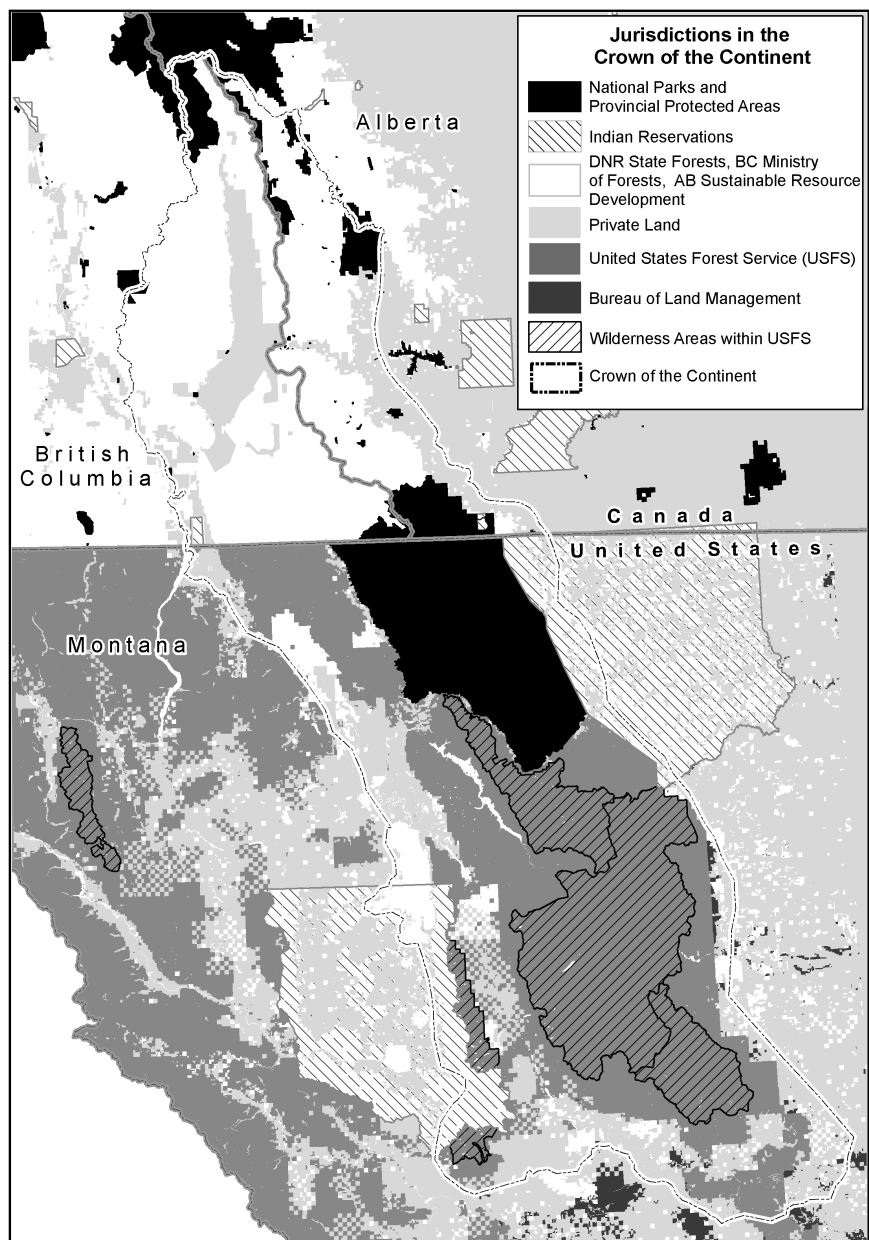 Jurisdictions in the
Crown of the Continent
National Parks and
Provincial Protected Areas
Indian Reservations
DNR State Forests, BC Ministry
of Forests, AB Sustainable Resource
Development
Private Land
United States Forest Service (USFS)
Bureau of Land Management
Wilderness Areas within USFS
Crown of the Continent
Alberta
British
Columbia
Canada
United States
Montana